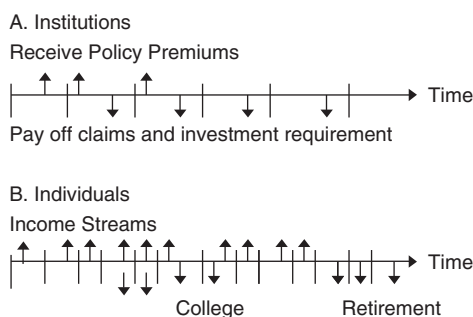 A. Institutions
Receive Policy Premiums
Time
Pay off claims and investment requirement
B. Individuals
Income Streams
Time
College Retirement